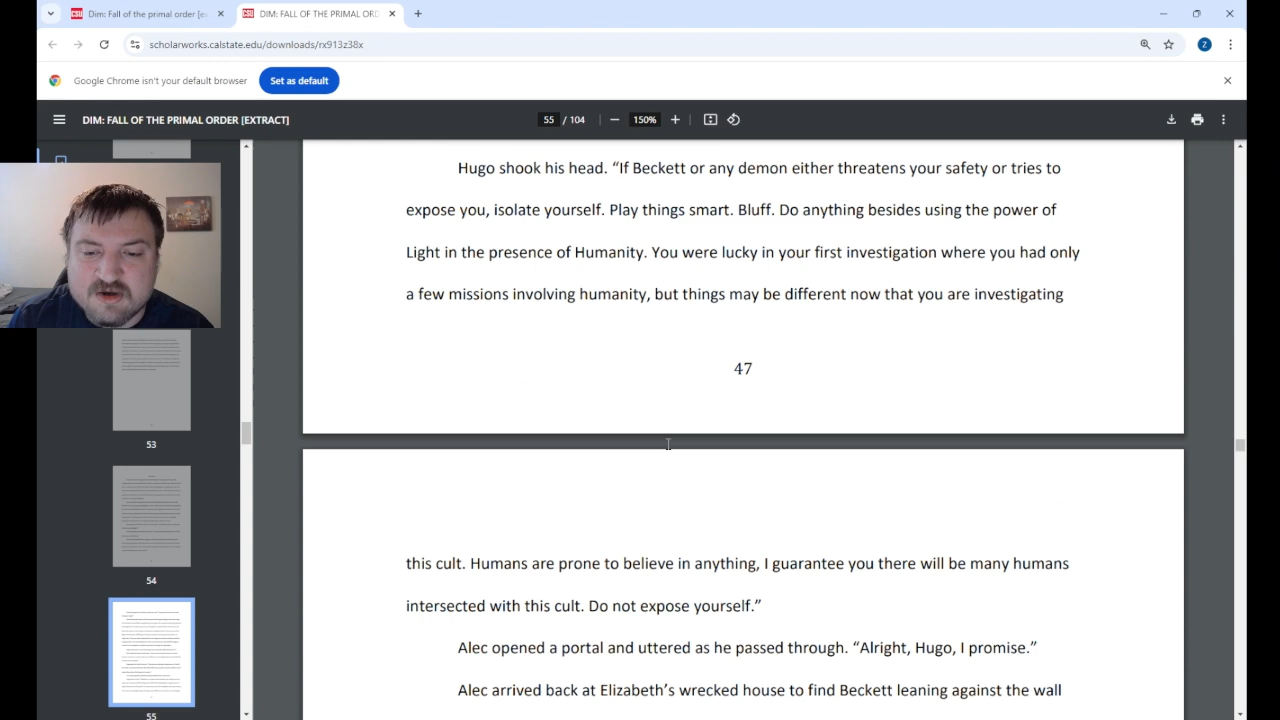 DIM: Fall of the primal order [ex
DIM: FALL OF THE PRIMAL ORD
scholarworks.calstate.edu/downloads/rx913z38x
Z
Google Chrome isn't your default browser
Set as default
DIM: FALL OF THE PRIMAL ORDER [EXTRACT]
55 / 104
150%
Hugo shook his head. “If Beckett or any demon either threatens your safety or tries to
expose you, isolate yourself. Play things smart. Bluff. Do anything besides using the power of
Light in the presence of Humanity. You were lucky in your first investigation where you had only
a few missions involving humanity, but things may be different now that you are investigating
47
53
54
55
this cult. Humans are prone to believe in anything, I guarantee you there will be many humans
intersected with this cult. Do not expose yourself.”
Alec opened a portal and uttered as he passed through. “Alright, Hugo, I promise.”
Alec arrived back at Elizabeth’s wrecked house to find Beckett leaning against the wall